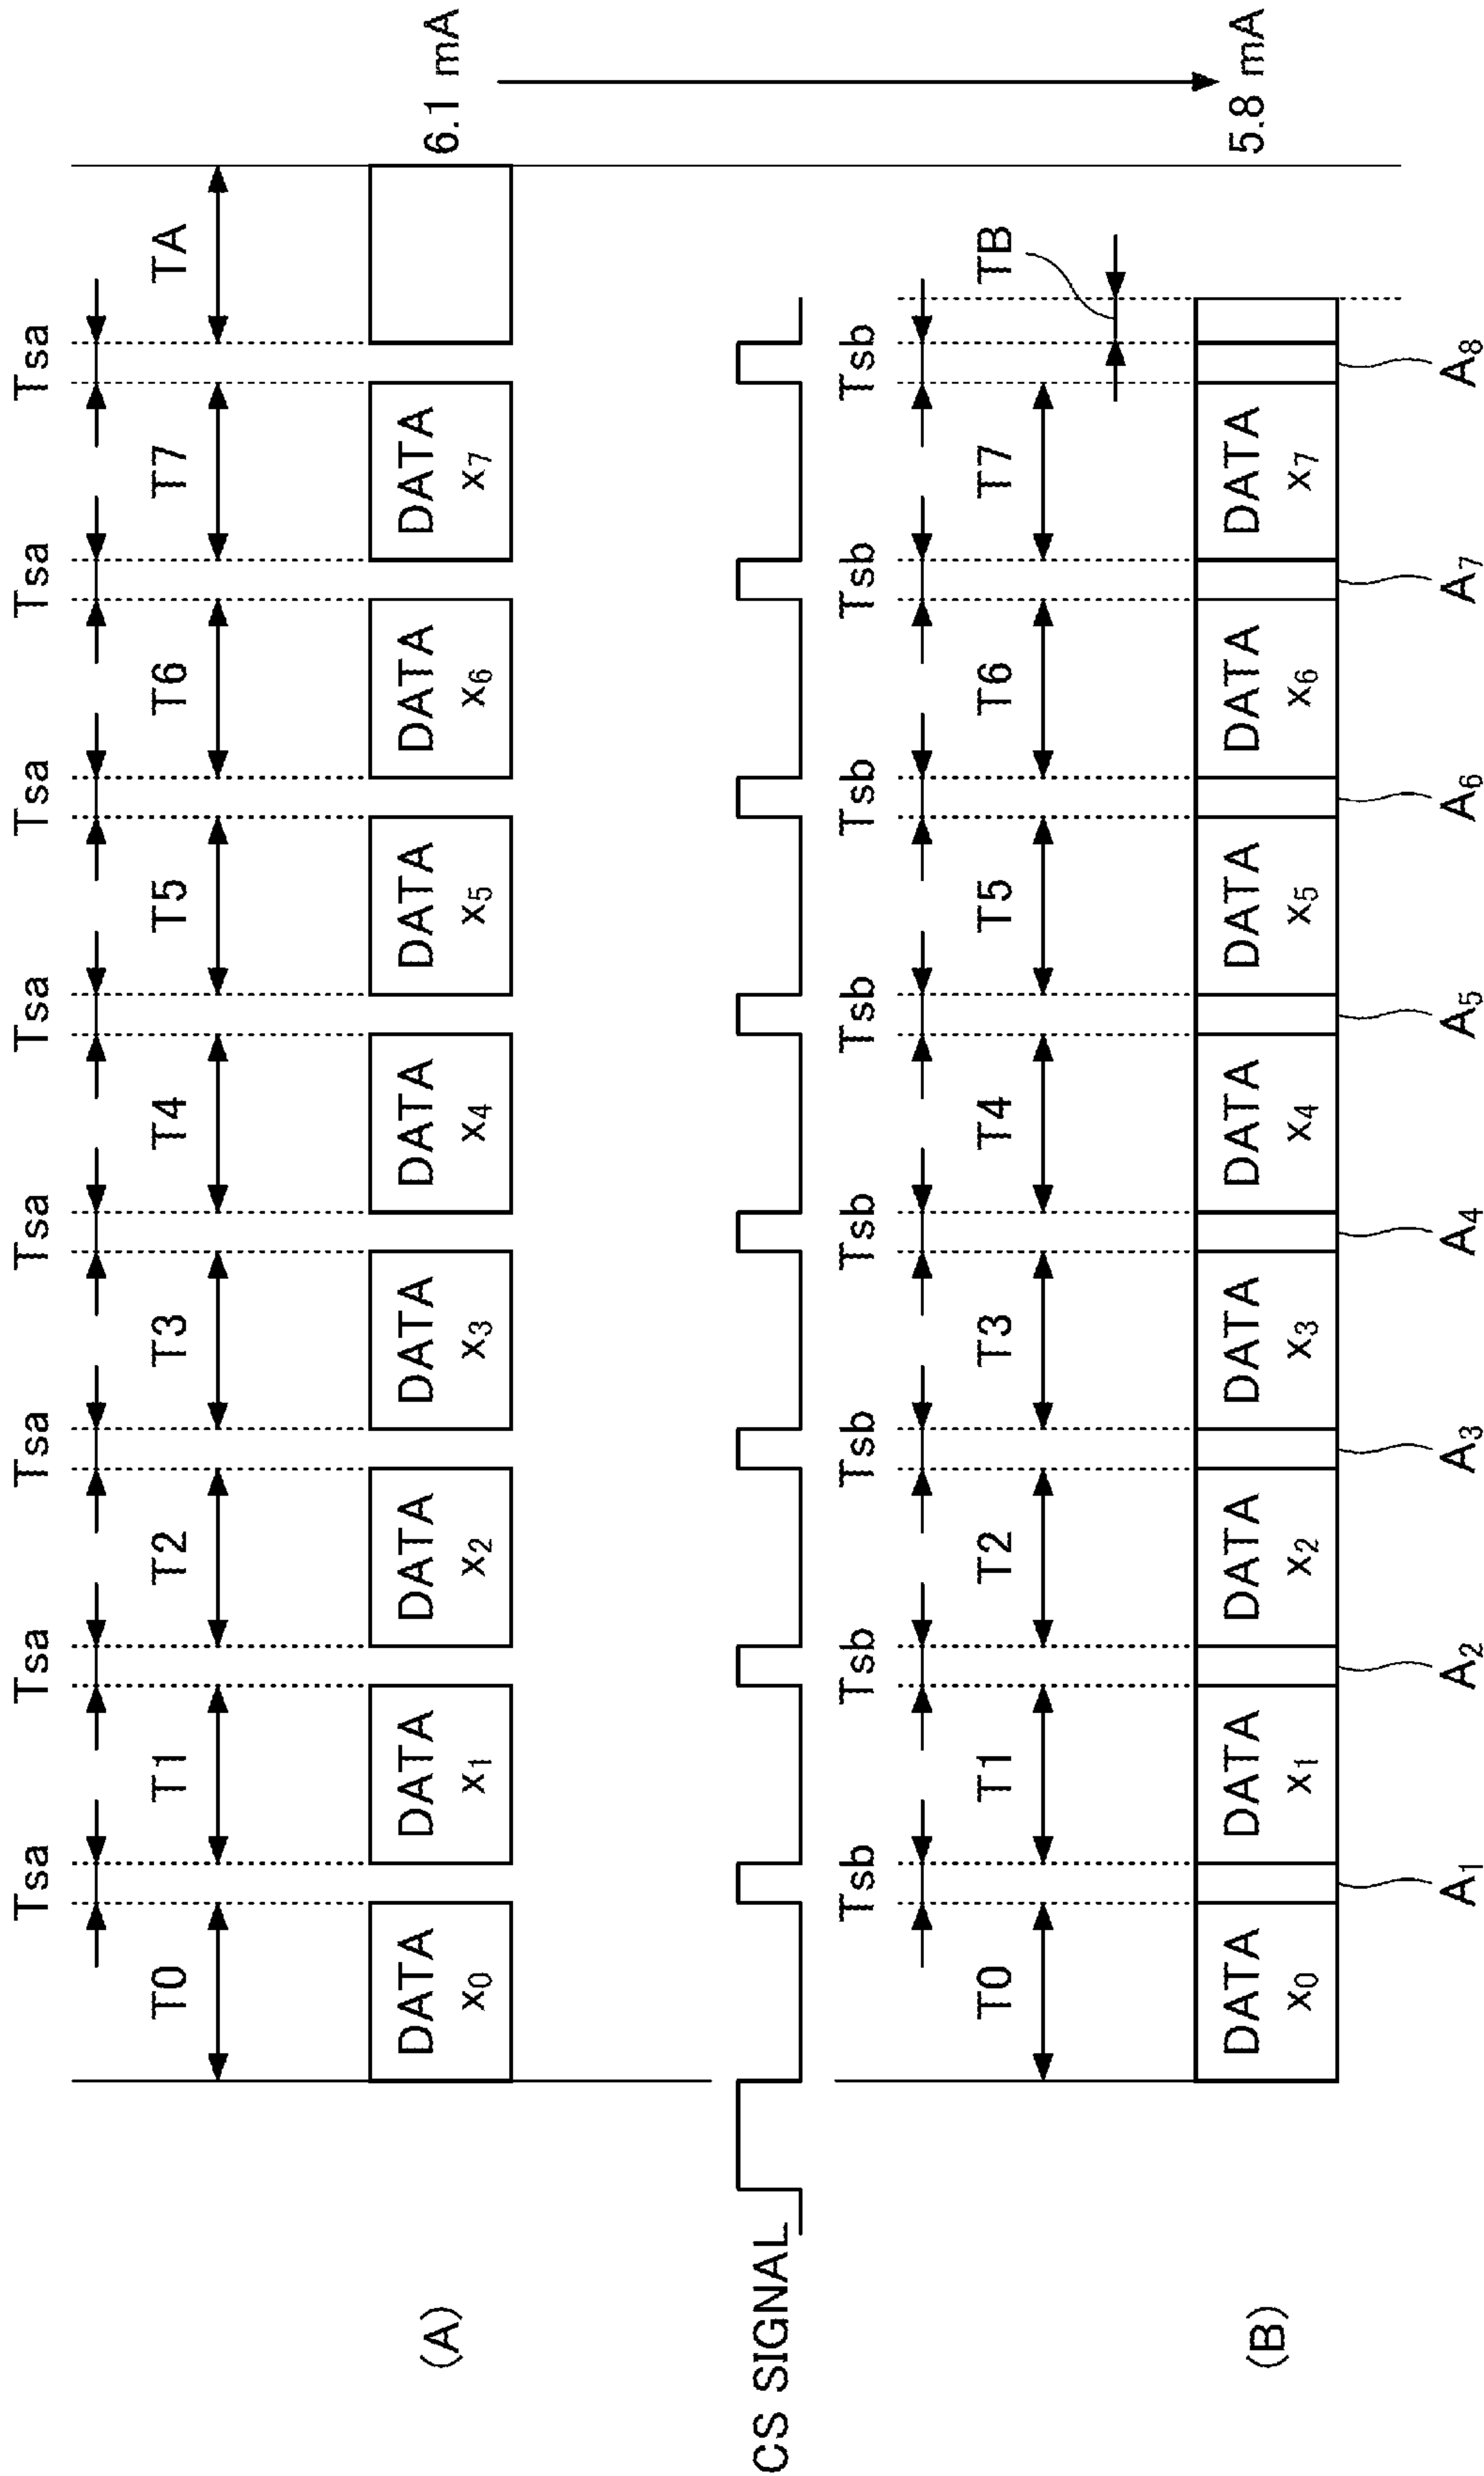 Tsa Tsa Tsa Tsa Tsa Tsa Tsa Tsa
T0 T1 T2 T3 T4 T5 T6 T7 TA
(A)
DATA DATA DATA DATA DATA DATA DATA DATA 6.1 mA
x0 x1 x2 x3 x4 x5 x6 x7
CS SIGNAL
Tsb Tsb Tsb Tsb Tsb Tsb Tsb Tsb
T0 T1 T2 T3 T4 T5 T6 T7 TB
(B)
DATA DATA DATA DATA DATA DATA DATA DATA 5.8 mA
x0 x1 x2 x3 x4 x5 x6 x7
A1 A2 A3 A4 A5 A6 A7 A8